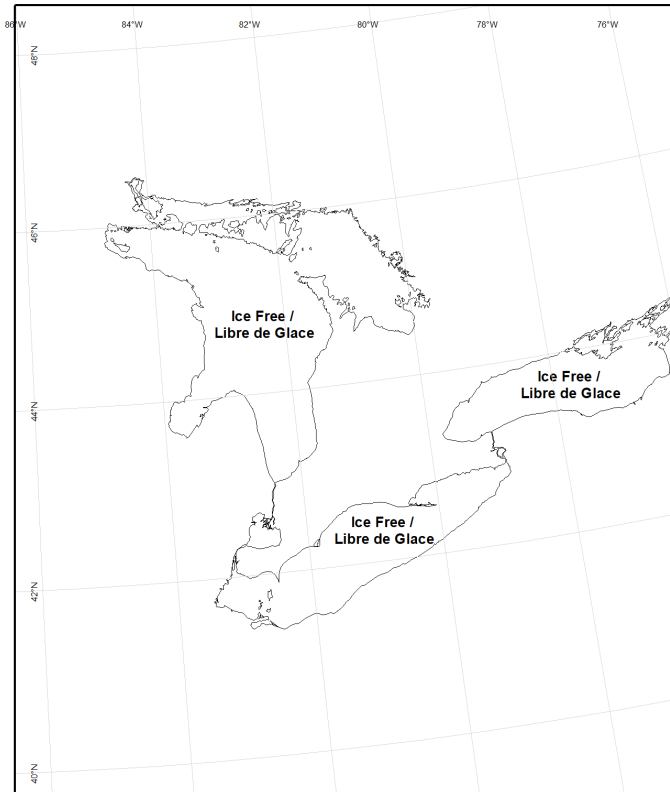 86°W 84°W 82°W 80°W 78°W 76°W
48°N
46°N
Ice Free /
Libre de Glace
Ice Free /
Libre de Glace
44°N
Ice Free /
Libre de Glace
42°N
40°N